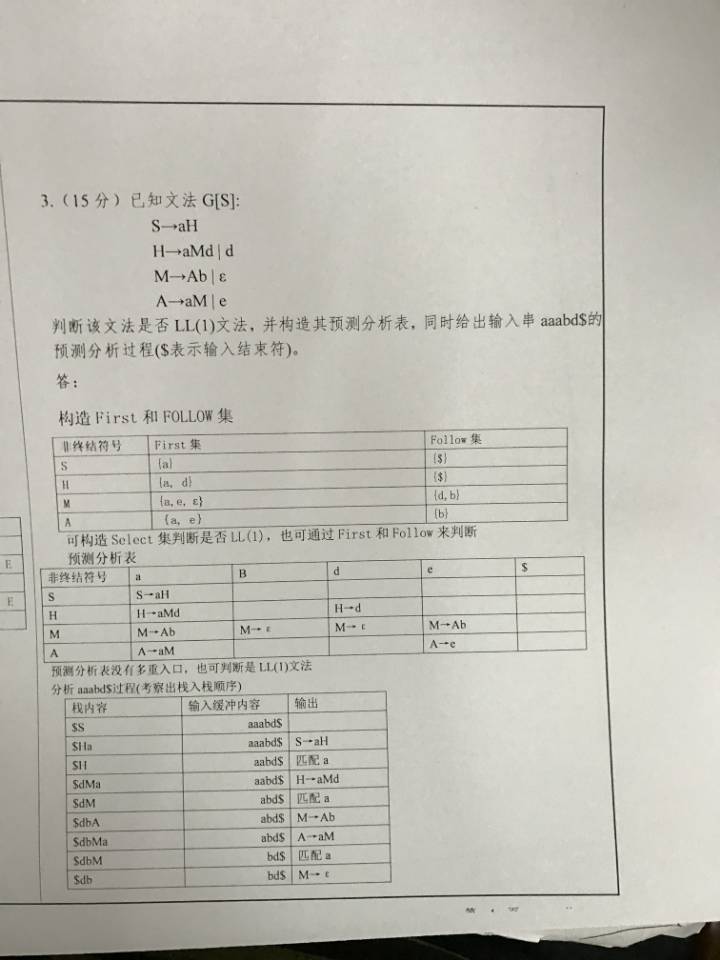 3.（15 分）已知文法 G[S]:
S→aH
H→aMd | d
M→Ab | ε
A→aM | e
判断该文法是否 LL(1)文法，并构造其预测分析表，同时给出输入串 aaabd$的
预测分析过程($表示输入结束符)。
答：
构造 First 和 FOLLOW 集
非终结符号 First 集 Follow 集
S {a} {$}
H {a, d} {$}
M {a, e, ε} {d, b}
A {a, e} {b}
可构造 Select 集判断是否 LL(1)，也可通过 First 和 Follow 来判断
预测分析表
E
E
非终结符号 a B d e $
S S→aH
H H→aMd H→d
M M→Ab M→ε M→ε M→Ab
A A→aM A→e
预测分析表没有多重入口，也可判断是 LL(1)文法
分析 aaabd$过程(考察出栈入栈顺序)
栈内容 输入缓冲内容 输出
$S aaabd$
$Ha aaabd$ S→aH
$H aabd$ 匹配 a
$dMa aabd$ H→aMd
$dM abd$ 匹配 a
$dbA abd$ M→Ab
$dbMa abd$ A→aM
$dbM bd$ 匹配 a
$db bd$ M→ε